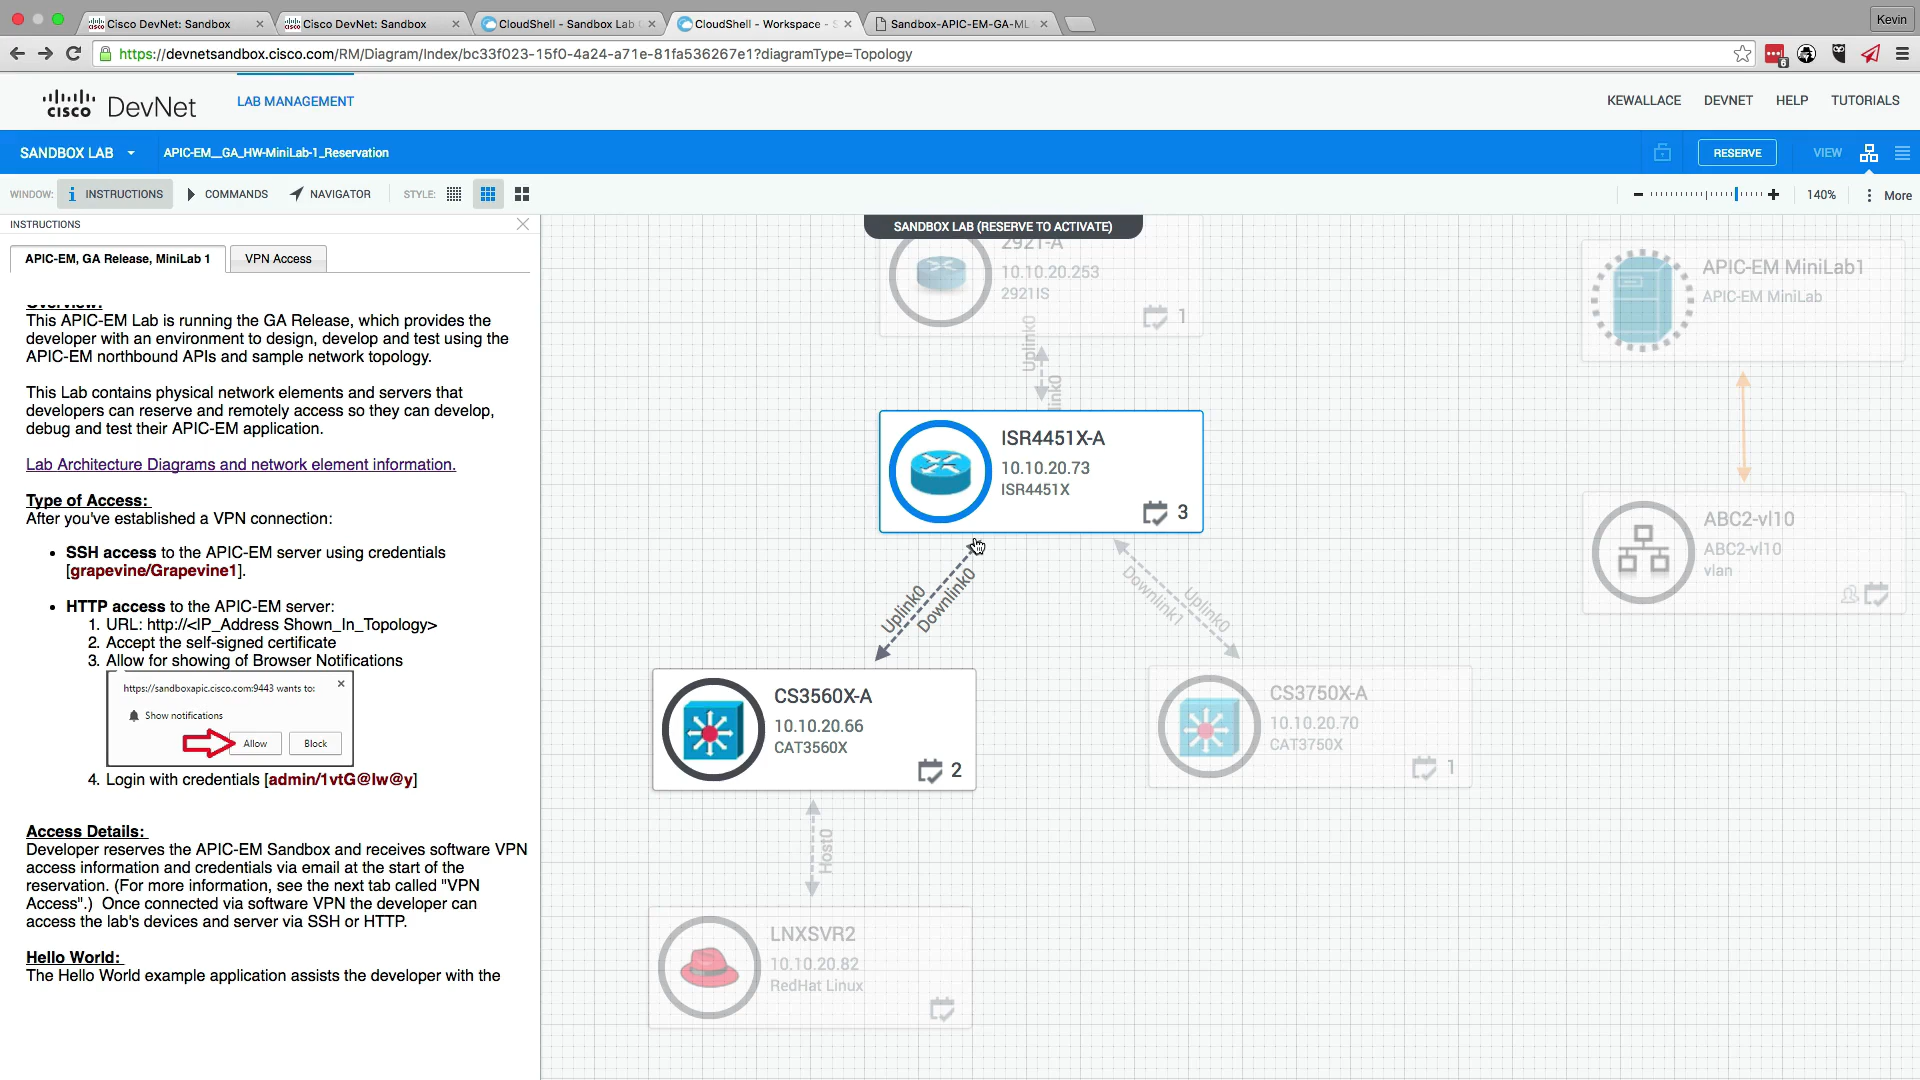 Cisco DevNet: Sandbox
Cisco DevNet: Sandbox
CloudShell - Sandbox Lab
CloudShell - Workspace -
Sandbox-APIC-EM-GA-ML
Kevin
https://devnetsandbox.cisco.com/RM/Diagram/Index/bc33f023-15f0-4a24-a71e-81fa536267e1?diagramType=Topology
6
cisco DevNet
LAB MANAGEMENT
KEWALLACE
DEVNET
HELP
TUTORIALS
SANDBOX LAB
APIC-EM__GA_HW-MiniLab-1_Reservation
RESERVE
VIEW
WINDOW:
INSTRUCTIONS
COMMANDS
NAVIGATOR
STYLE:
140%
More
INSTRUCTIONS
APIC-EM, GA Release, MiniLab 1
VPN Access
Overview:
This APIC-EM Lab is running the GA Release, which provides the
developer with an environment to design, develop and test using the
APIC-EM northbound APIs and sample network topology.
This Lab contains physical network elements and servers that
developers can reserve and remotely access so they can develop,
debug and test their APIC-EM application.
Lab Architecture Diagrams and network element information.
Type of Access:
After you've established a VPN connection:
• SSH access to the APIC-EM server using credentials
[grapevine/Grapevine1].
• HTTP access to the APIC-EM server:
1. URL: http://<IP_Address Shown_In_Topology>
2. Accept the self-signed certificate
3. Allow for showing of Browser Notifications
https://sandboxapic.cisco.com:9443 wants to:
Show notifications
Allow
Block
4. Login with credentials [admin/1vtG@lw@y]
Access Details:
Developer reserves the APIC-EM Sandbox and receives software VPN
access information and credentials via email at the start of the
reservation. (For more information, see the next tab called "VPN
Access".)  Once connected via software VPN the developer can
access the lab's devices and server via SSH or HTTP.
Hello World:
The Hello World example application assists the developer with the
SANDBOX LAB (RESERVE TO ACTIVATE)
2921-A
10.10.20.253
2921IS
1
Uplink0
link0
ISR4451X-A
10.10.20.73
ISR4451X
3
Uplink0
Downlink0
Downlink1
Uplink0
CS3560X-A
10.10.20.66
CAT3560X
2
CS3750X-A
10.10.20.70
CAT3750X
1
Host0
LNXSVR2
10.10.20.82
RedHat Linux
APIC-EM MiniLab1
APIC-EM MiniLab
ABC2-vl10
ABC2-vl10
vlan